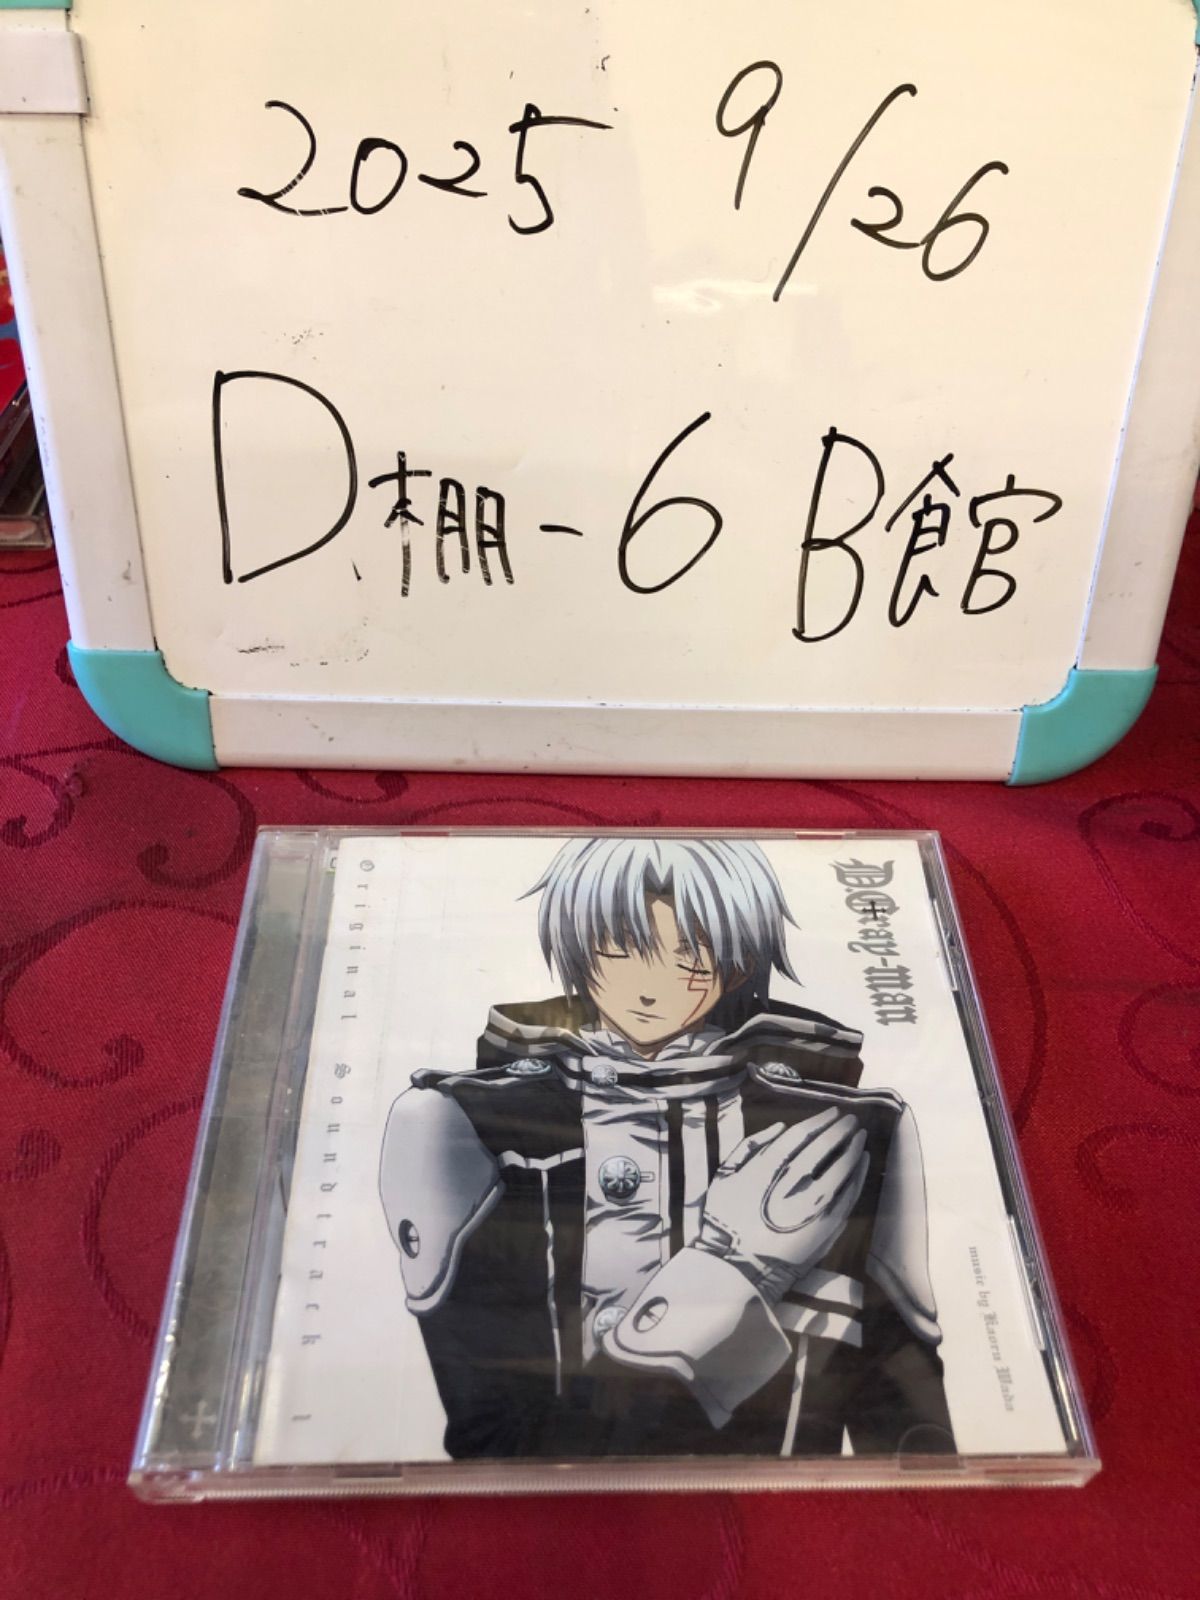 2025 9/26
D棚-6 B館
D.Gray-man
Original Soundtrack 1
music by Kaoru Wada